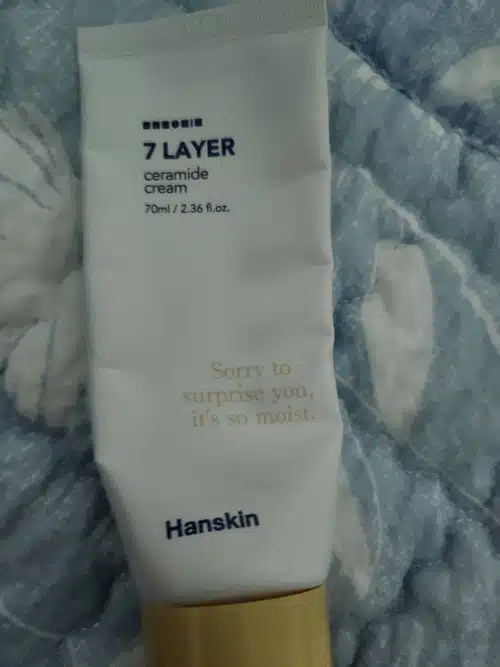 7 LAYER
ceramide
cream
70ml / 2.36 fl.oz.
Sorry to
surprise you,
it's so moist.
Hanskin